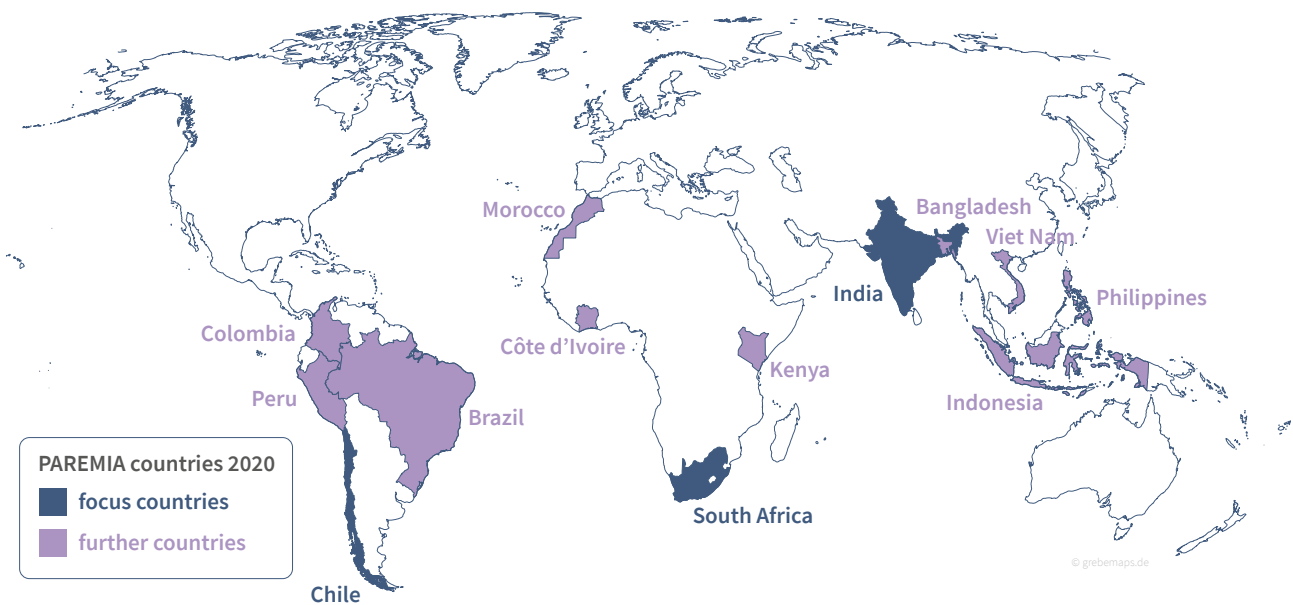 Morocco
Bangladesh
Viet Nam
India
Philippines
Colombia
Côte d’Ivoire
Kenya
Peru
Indonesia
Brazil
PAREMIA countries 2020
focus countries
further countries
South Africa
Chile
© grebemaps.de